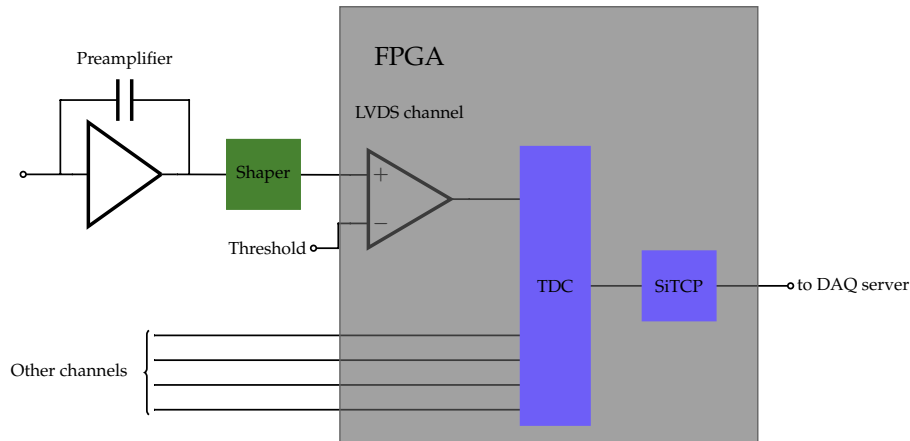 FPGA
Preamplifier
LVDS channel
Shaper
+
−
Threshold
TDC
SiTCP
to DAQ server
Other channels